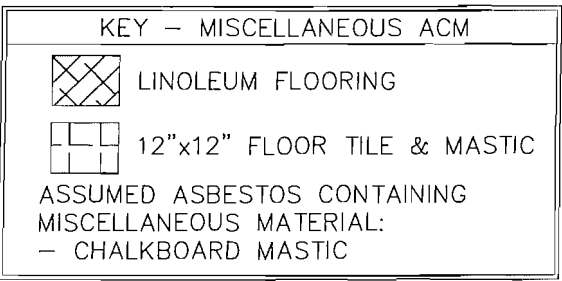 KEY – MISCELLANEOUS ACM
LINOLEUM FLOORING
12"x12" FLOOR TILE & MASTIC
ASSUMED ASBESTOS CONTAINING
MISCELLANEOUS MATERIAL:
– CHALKBOARD MASTIC